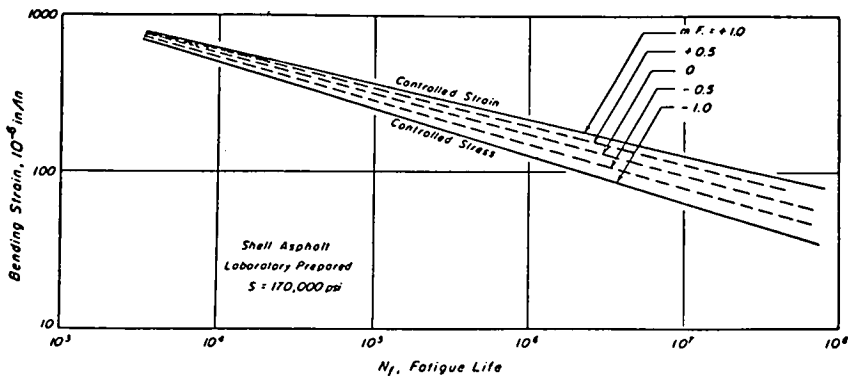 1000
m F. = +1.0
+ 0.5
0
- 0.5
- 1.0
Controlled Strain
Controlled Stress
100
Bending Strain, 10⁻⁶ in/in
Shell Asphalt
Laboratory Prepared
S = 170,000 psi
10
10³
10⁴
10⁵
10⁶
10⁷
10⁸
N_f, Fatigue Life